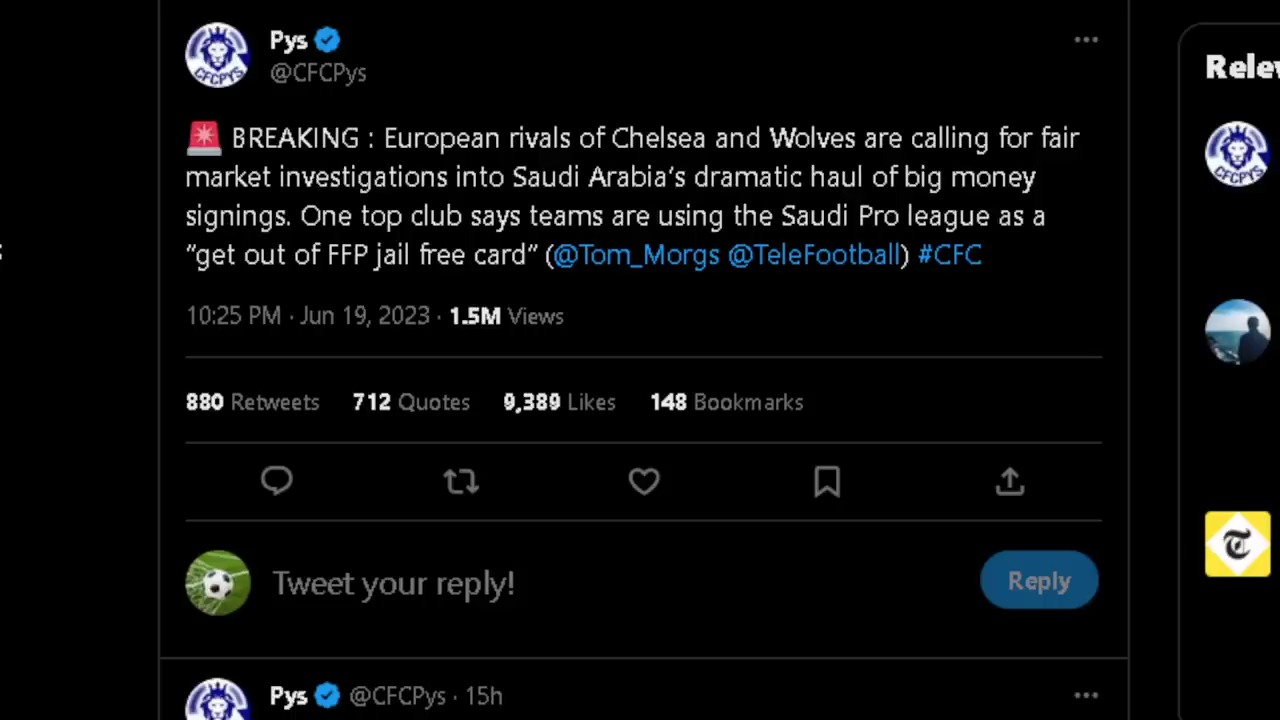 Pys
@CFCPys
Rele
CFCPYS
BREAKING : European rivals of Chelsea and Wolves are calling for fair
market investigations into Saudi Arabia’s dramatic haul of big money
signings. One top club says teams are using the Saudi Pro league as a
“get out of FFP jail free card” (@Tom_Morgs @TeleFootball) #CFC
10:25 PM · Jun 19, 2023 · 1.5M Views
880 Retweets 712 Quotes 9,389 Likes 148 Bookmarks
Tweet your reply!
Reply
T
Pys @CFCPys · 15h